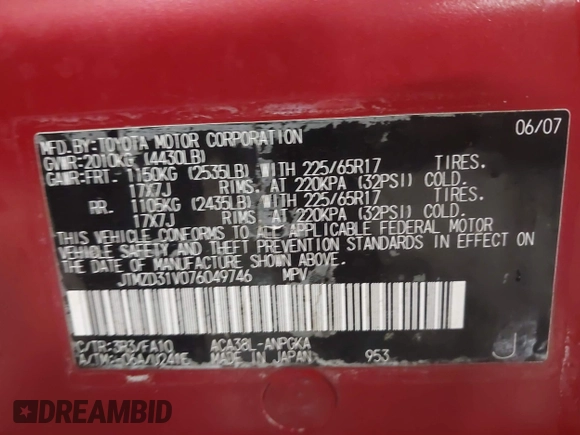 MFD.BY:TOYOTA MOTOR CORPORATION 06/07
GVWR:2010KG (4430LB)
GAWR:FRT.- 1150KG (2535LB) WITH 225/65R17 TIRES.
17X7J RIMS. AT 220KPA (32PSI) COLD.
RR. 1105KG (2435LB) WITH 225/65R17 TIRES.
17X7J RIMS. AT 220KPA (32PSI) COLD.
THIS VEHICLE CONFORMS TO ALL APPLICABLE FEDERAL MOTOR
VEHICLE SAFETY AND THEFT PREVENTION STANDARDS IN EFFECT ON
THE DATE OF MANUFACTURE SHOWN ABOVE.
JTMZD31V076049746 MPV
C/TR:3R3/FA10 ACA38L-ANPGKA
A/TM:-06A/U241E MADE IN JAPAN 953
J
DREAMBID